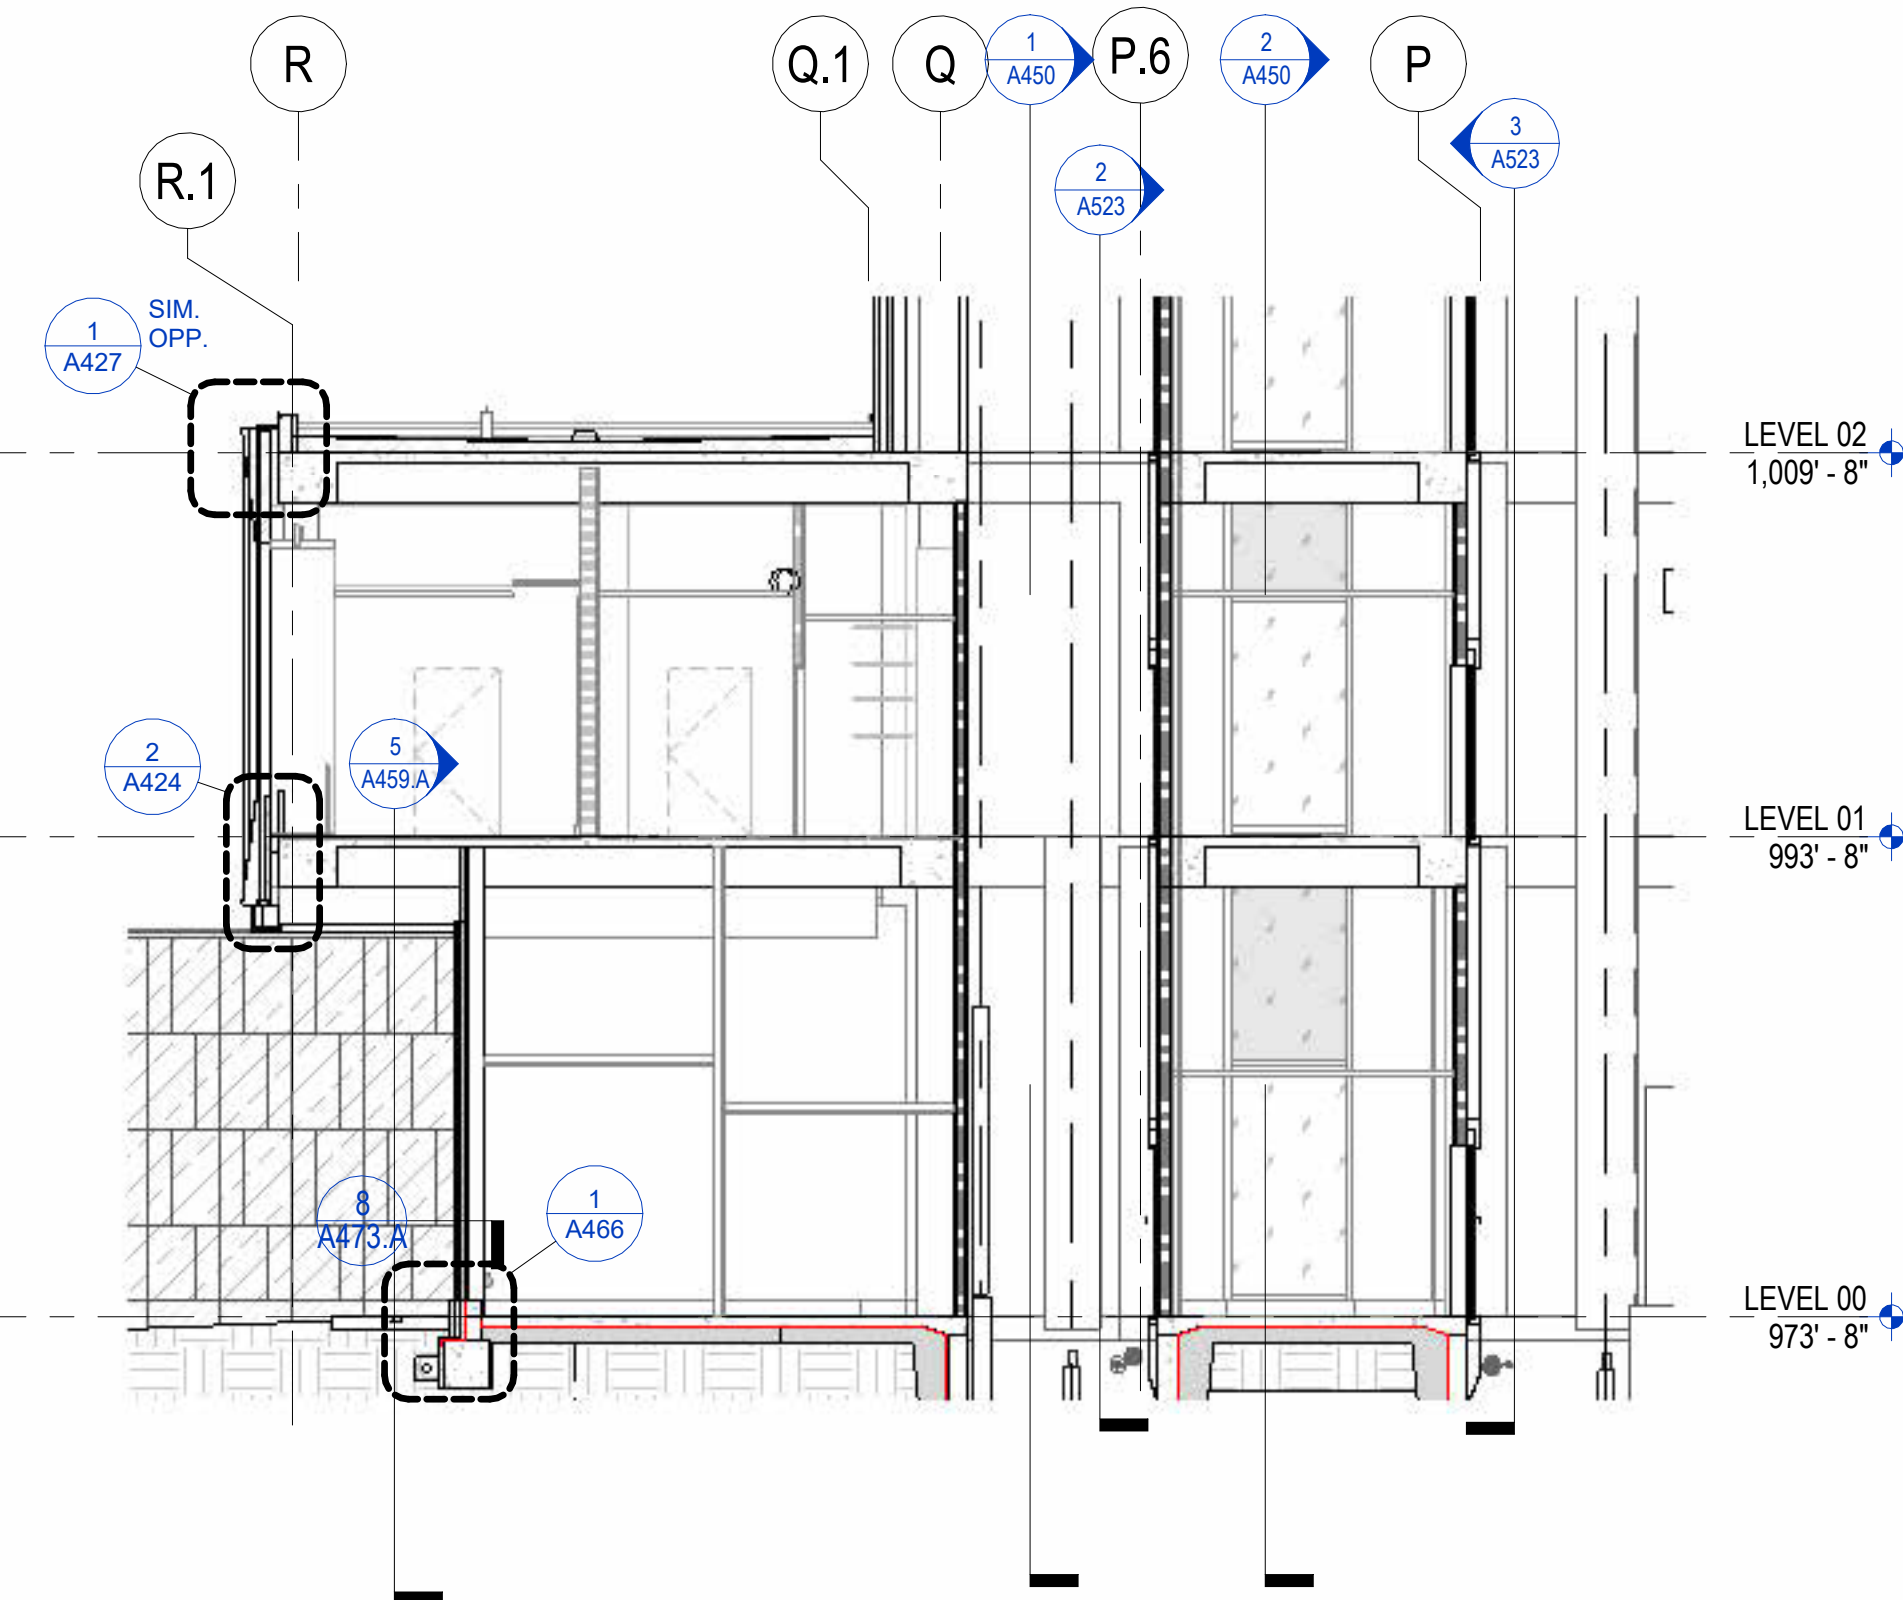 R
Q.1
Q
1
A450
P.6
2
A450
P
3
A523
R.1
2
A523
1
A427
SIM.
OPP.
LEVEL 02
1,009' - 8"
2
A424
5
A459.A
LEVEL 01
993' - 8"
8
A473.A
1
A466
LEVEL 00
973' - 8"